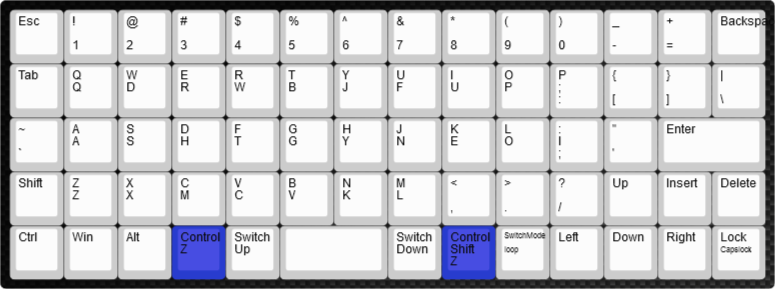 Esc ! @ # $ % ^ & * ( ) _ + Backspa
1 2 3 4 5 6 7 8 9 0 - =
Tab Q W E R T Y U I O P { } |
Q D R W B J F U P ; [ ] \
:
~ A S D F G H J K L : " Enter
` A S H T G Y N E O I '
;
Shift Z X C V B N M < > ? Up Insert Delete
Z X M C V K L , . /
Ctrl Win Alt Control Switch Switch Control SwitchMode Left Down Right Lock
Z Up Down Shift loop Capslock
Z